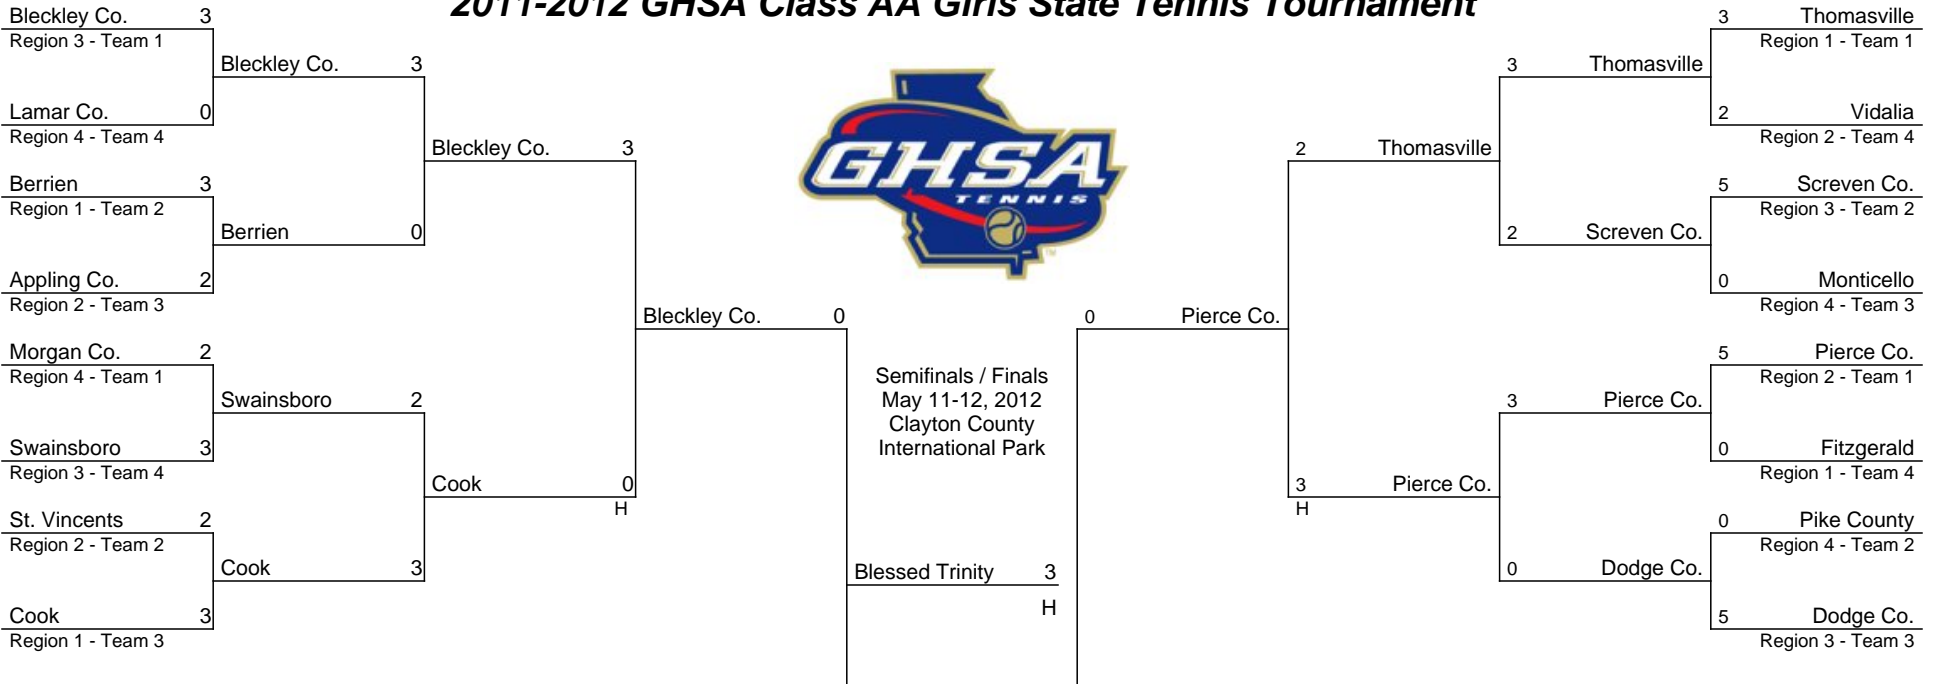 2011-2012 GHSA Class AA Girls State Tennis Tournament
Bleckley Co. 3
Region 3 - Team 1
Bleckley Co. 3
Lamar Co. 0
Region 4 - Team 4
Bleckley Co. 3
Berrien 3
Region 1 - Team 2
Berrien 0
Appling Co. 2
Region 2 - Team 3
Bleckley Co. 0
Morgan Co. 2
Region 4 - Team 1
Swainsboro 2
Swainsboro 3
Region 3 - Team 4
Cook 0
H
St. Vincents 2
Region 2 - Team 2
Cook 3
Cook 3
Region 1 - Team 3
GHSA
TENNIS
TM
Semifinals / Finals
May 11-12, 2012
Clayton County
International Park
Blessed Trinity 3
H
3 Thomasville
Region 1 - Team 1
3 Thomasville
2 Vidalia
Region 2 - Team 4
2 Thomasville
5 Screven Co.
Region 3 - Team 2
2 Screven Co.
0 Monticello
Region 4 - Team 3
0 Pierce Co.
5 Pierce Co.
Region 2 - Team 1
3 Pierce Co.
0 Fitzgerald
Region 1 - Team 4
3 Pierce Co.
H
0 Pike County
Region 4 - Team 2
0 Dodge Co.
5 Dodge Co.
Region 3 - Team 3